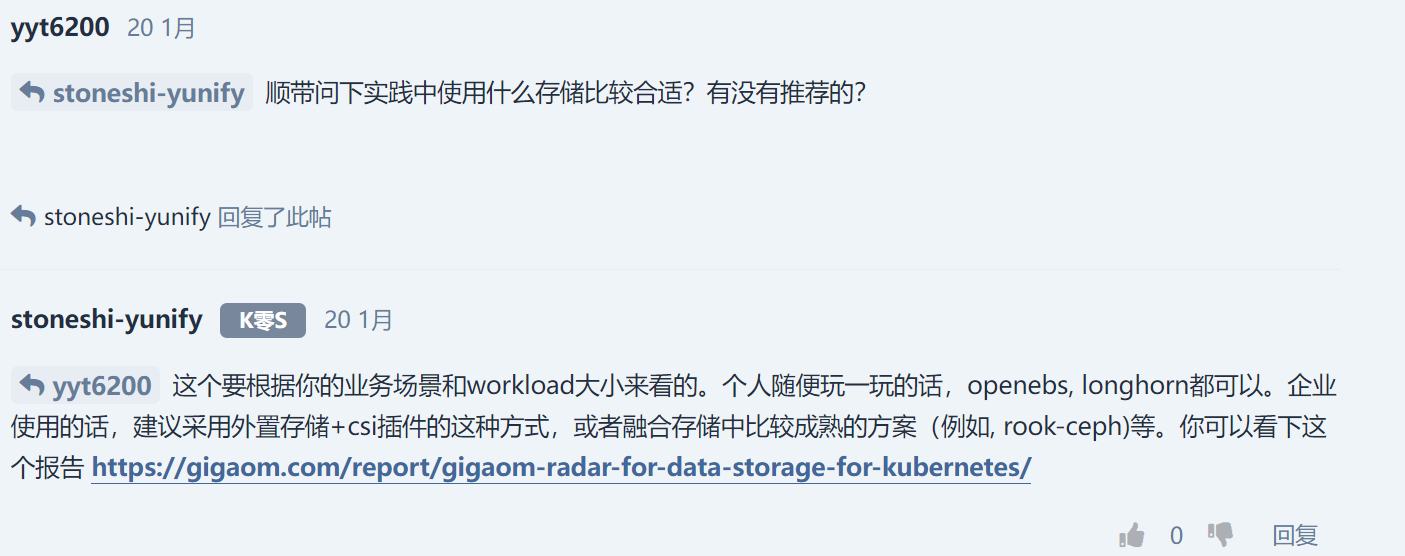 yyt6200 20 1月
stoneshi-yunify 顺带问下实践中使用什么存储比较合适？有没有推荐的？
stoneshi-yunify 回复了此帖
stoneshi-yunify K零S 20 1月
yyt6200 这个要根据你的业务场景和workload大小来看的。个人随便玩一玩的话，openebs, longhorn都可以。企业
使用的话，建议采用外置存储+csi插件的这种方式，或者融合存储中比较成熟的方案（例如, rook-ceph)等。你可以看下这
个报告 https://gigaom.com/report/gigaom-radar-for-data-storage-for-kubernetes/
0 回复